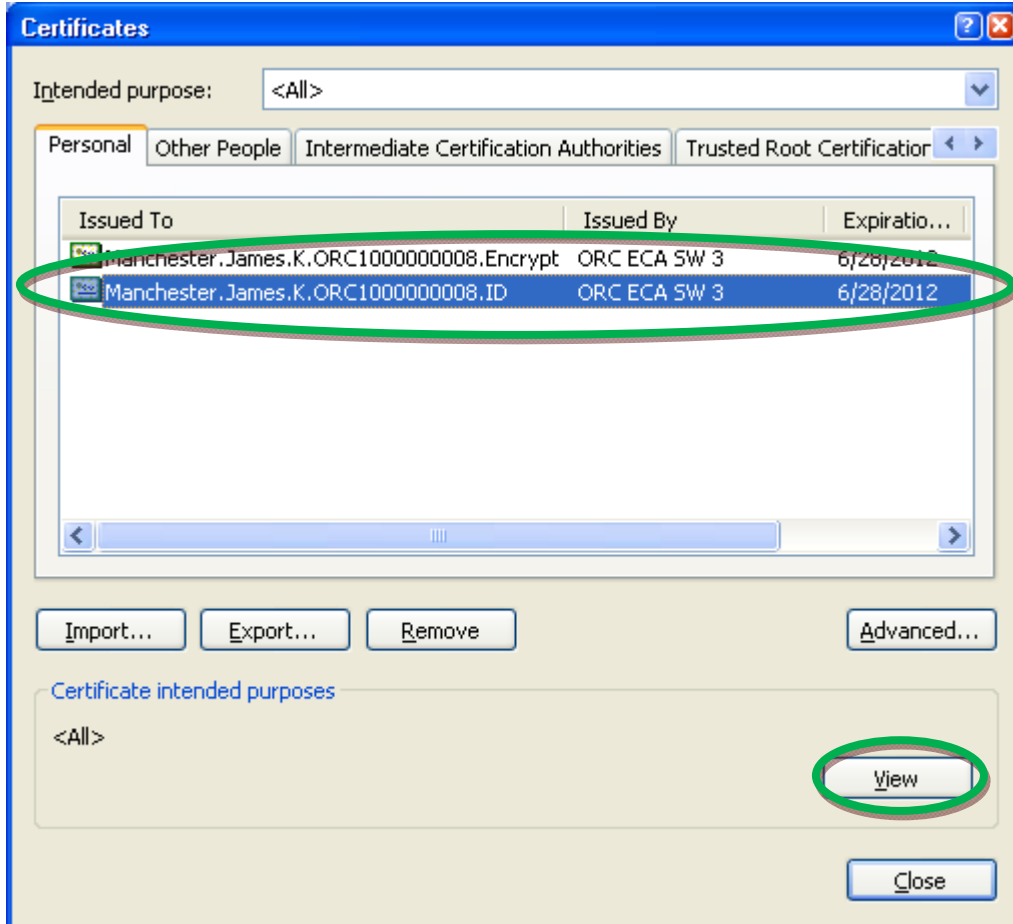 Certificates
Intended purpose: <All>
Personal Other People Intermediate Certification Authorities Trusted Root Certification
Issued To Issued By Expiratio...
Manchester.James.K.ORC1000000008.Encrypt ORC ECA SW 3 6/28/2012
Manchester.James.K.ORC1000000008.ID ORC ECA SW 3 6/28/2012
Import... Export... Remove Advanced...
Certificate intended purposes
<All>
View
Close